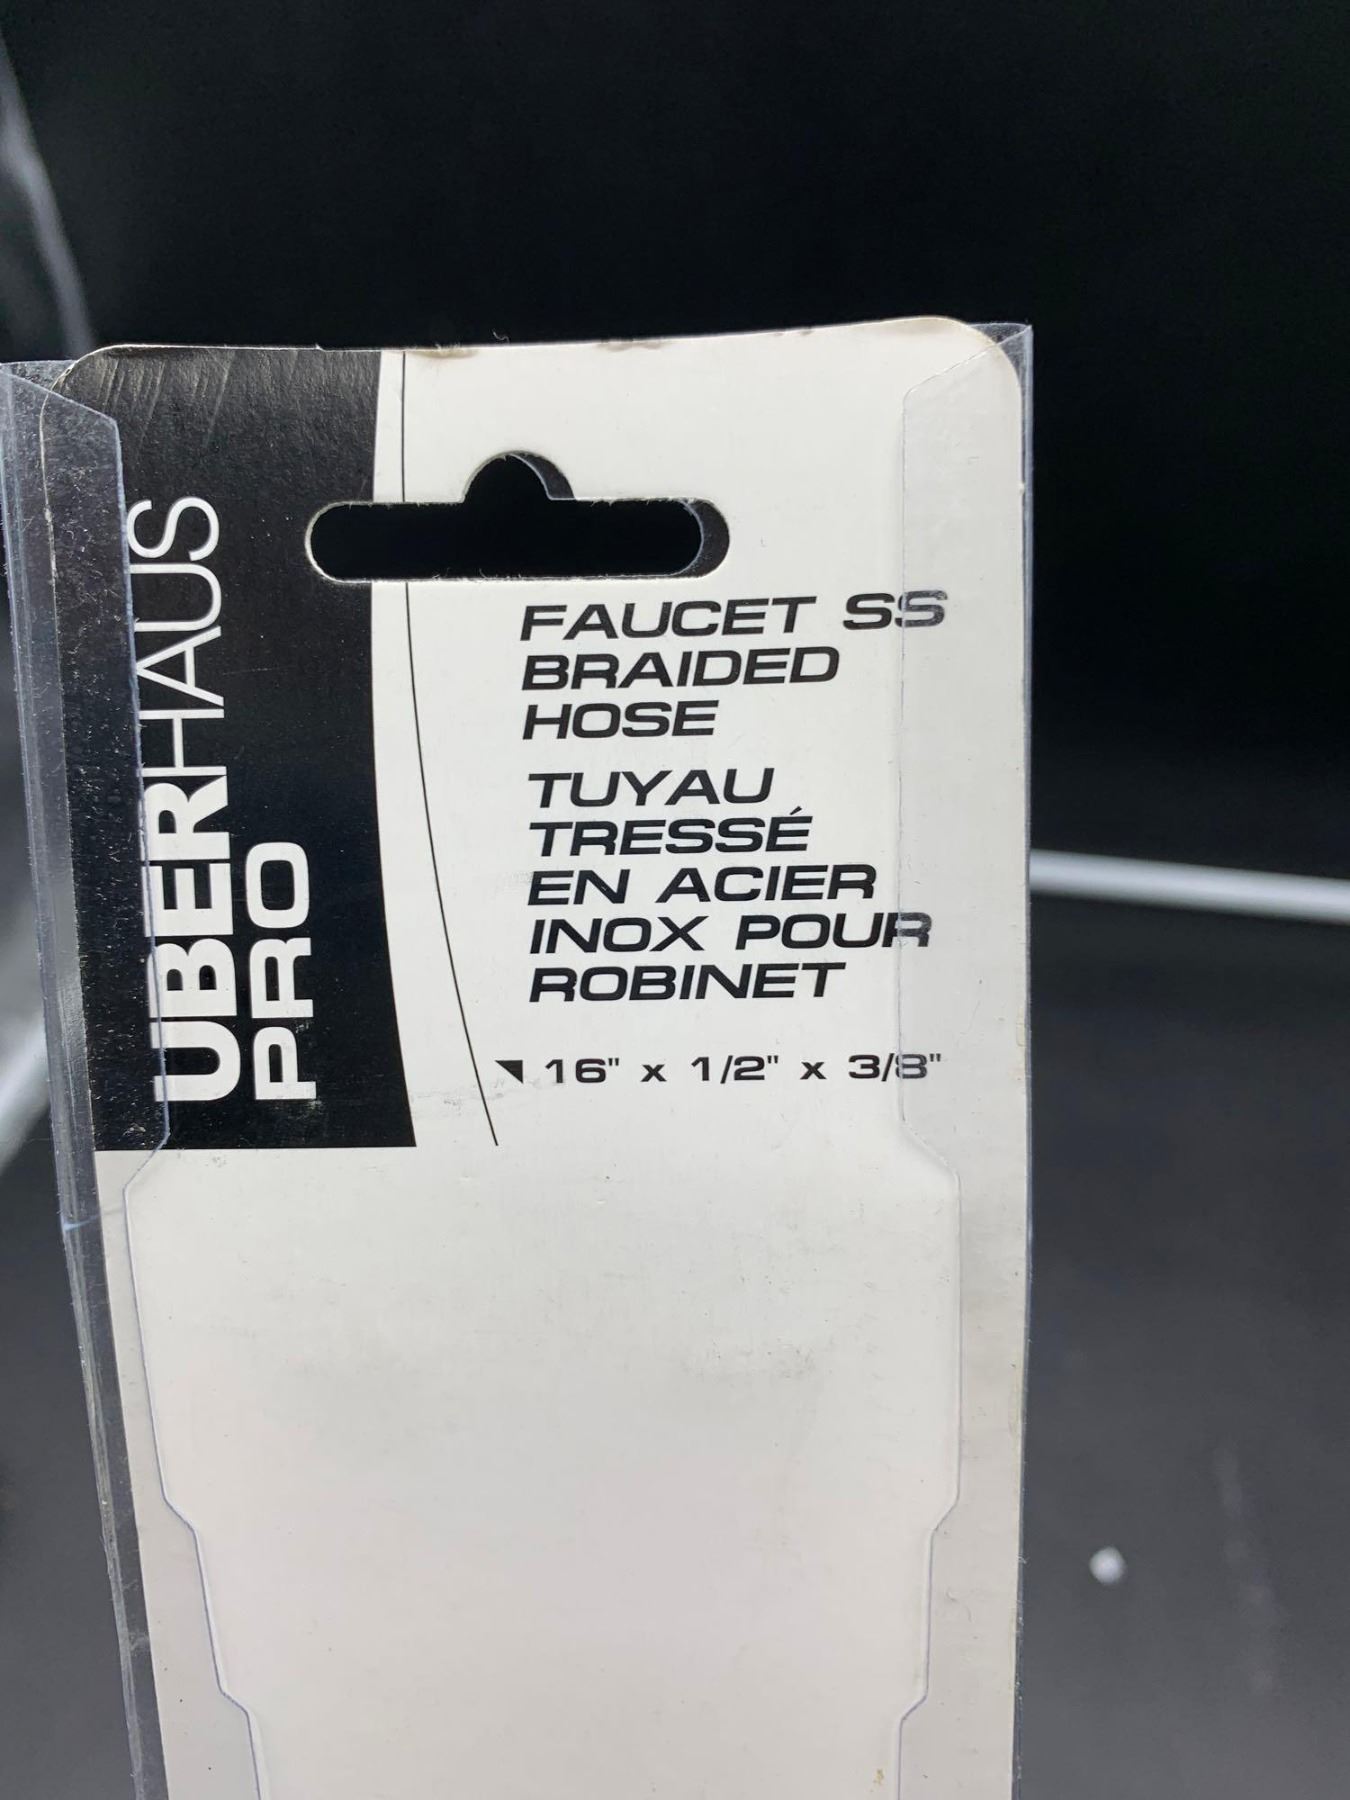 UBERHAUS
PRO
FAUCET SS
BRAIDED
HOSE
TUYAU
TRESSÉ
EN ACIER
INOX POUR
ROBINET
16" x 1/2" x 3/8"